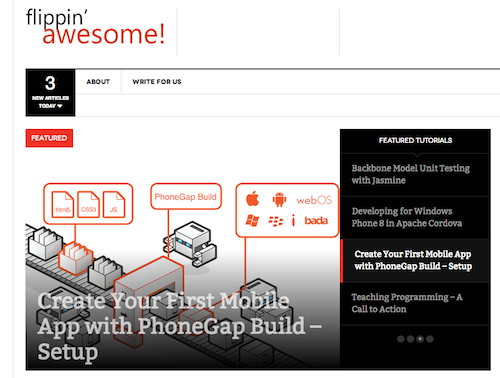 flippin'
awesome!
3
NEW ARTICLES
TODAY
ABOUT
WRITE FOR US
FEATURED
html5
CSS3
JS
PhoneGap Build
webOS
bada
Create Your First Mobile
App with PhoneGap Build –
Setup
FEATURED TUTORIALS
Backbone Model Unit Testing
with Jasmine
Developing for Windows
Phone 8 in Apache Cordova
Create Your First Mobile App
with PhoneGap Build – Setup
Teaching Programming – A
Call to Action